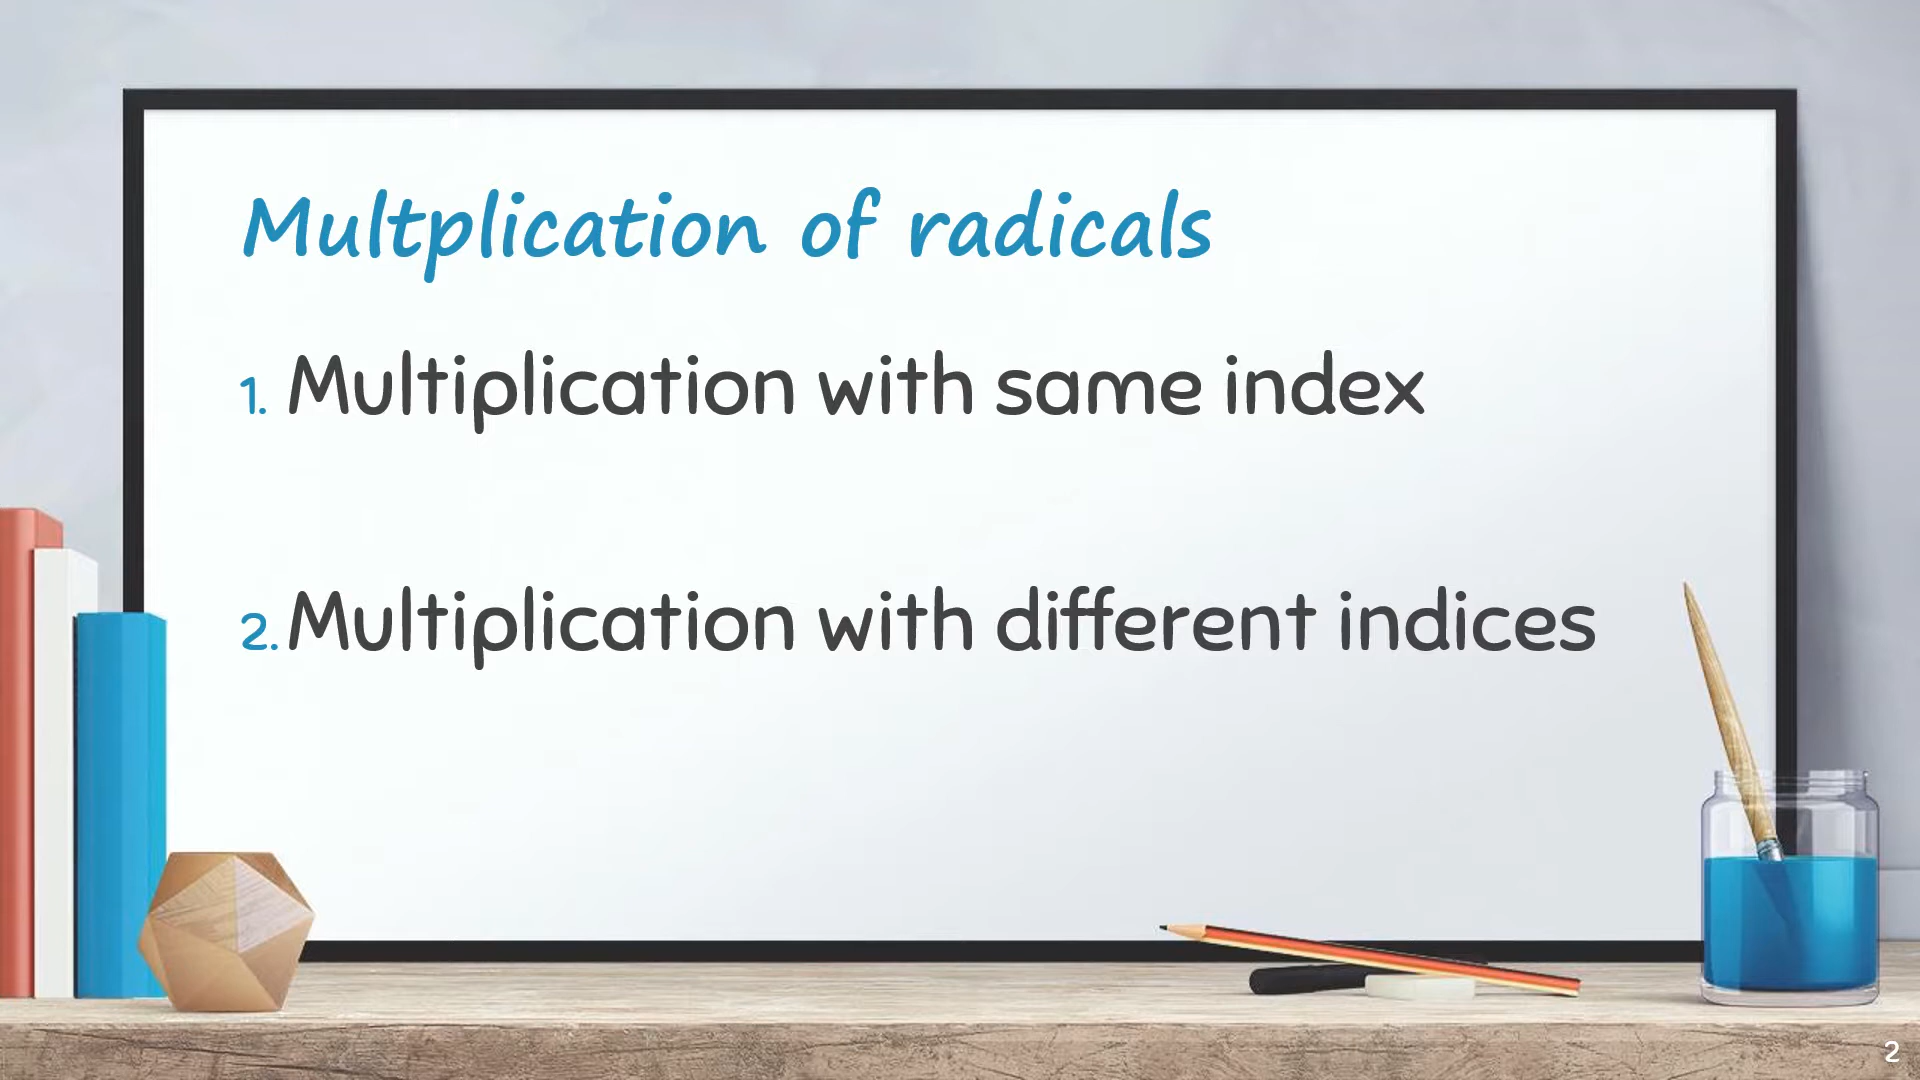 Multplication of radicals
1. Multiplication with same index
2. Multiplication with different indices
2